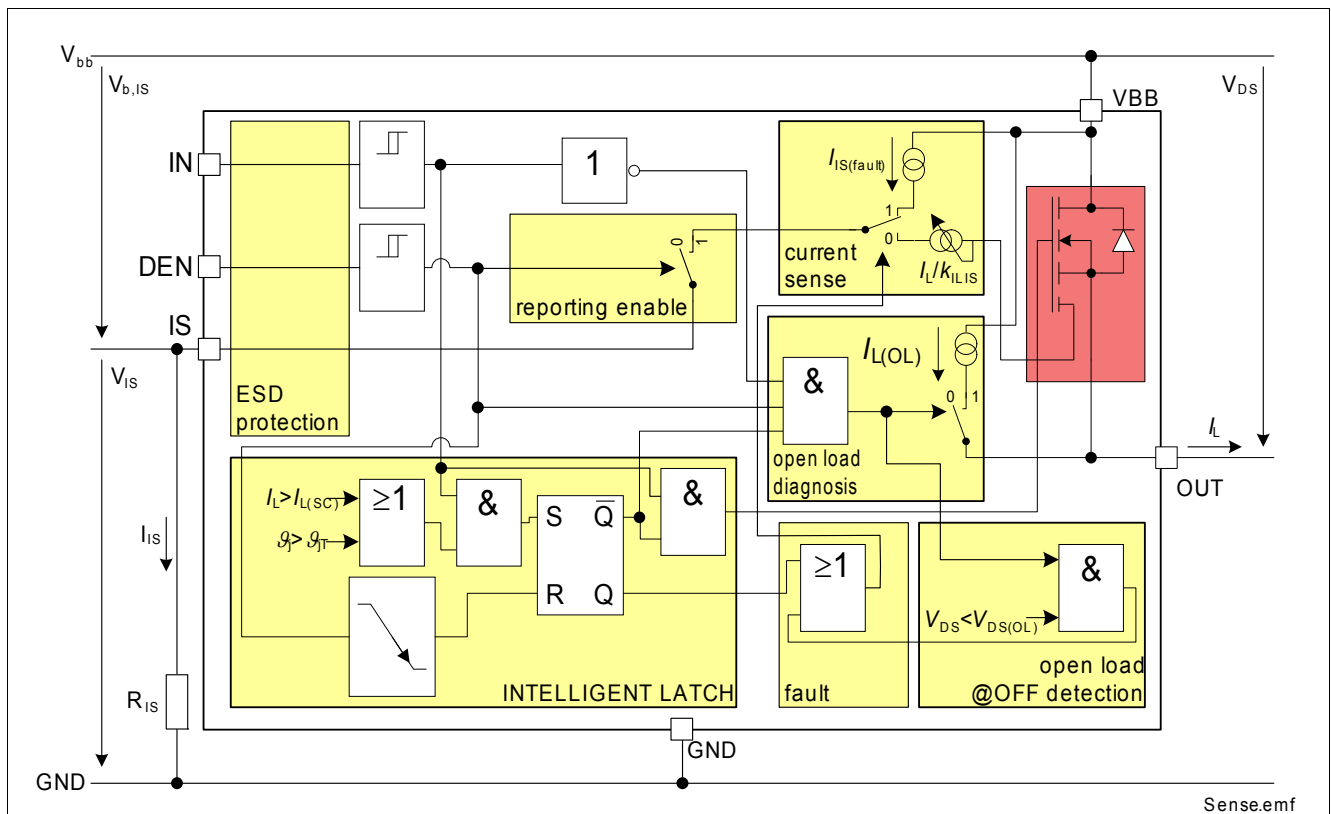 Vbb
Vb,IS
VBB
VDS
IN
1
IIS(fault)
1
0
current
sense
IL/kILIS
DEN
0
1
reporting enable
IS
VIS
ESD
protection
&
IL(OL)
0
1
open load
diagnosis
IL
OUT
IL>IL(SC)
ϑj>ϑjT
≥1
&
S
Q
R
Q
&
INTELLIGENT LATCH
≥1
fault
&
VDS<VDS(OL)
open load
@OFF detection
IIS
RIS
GND
GND
Sense.emf